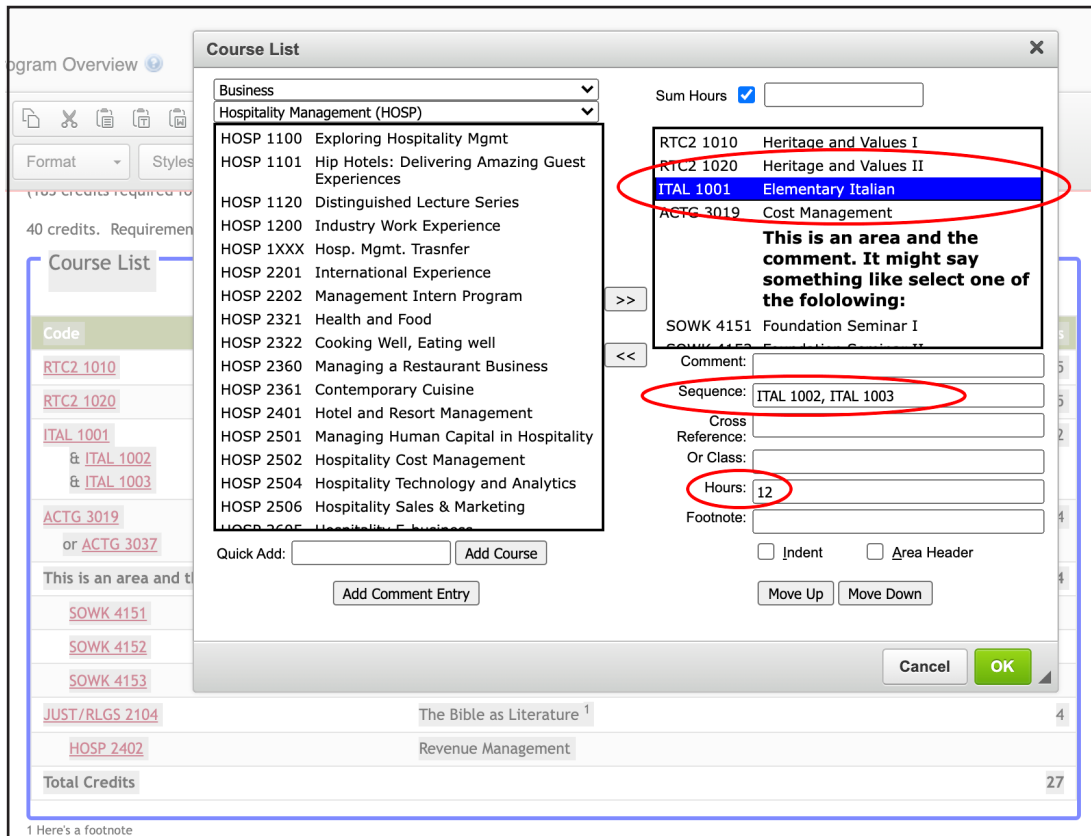 ogram Overview
Format
Styles
40 credits. Requiremen
Course List
Code
RTC2 1010
5
RTC2 1020
5
ITAL 1001
2
& ITAL 1002
& ITAL 1003
ACTG 3019
4
or ACTG 3037
This is an area and t
4
SOWK 4151
SOWK 4152
SOWK 4153
JUST/RLGS 2104 The Bible as Literature 1 4
HOSP 2402 Revenue Management
Total Credits 27
1 Here's a footnote
Course List
Business
Hospitality Management (HOSP)
HOSP 1100 Exploring Hospitality Mgmt
HOSP 1101 Hip Hotels: Delivering Amazing Guest
Experiences
HOSP 1120 Distinguished Lecture Series
HOSP 1200 Industry Work Experience
HOSP 1XXX Hosp. Mgmt. Trasnfer
HOSP 2201 International Experience
HOSP 2202 Management Intern Program
HOSP 2321 Health and Food
HOSP 2322 Cooking Well, Eating well
HOSP 2360 Managing a Restaurant Business
HOSP 2361 Contemporary Cuisine
HOSP 2401 Hotel and Resort Management
HOSP 2501 Managing Human Capital in Hospitality
HOSP 2502 Hospitality Cost Management
HOSP 2504 Hospitality Technology and Analytics
HOSP 2506 Hospitality Sales & Marketing
Quick Add: Add Course
Add Comment Entry
>>
<<
Sum Hours
RTC2 1010 Heritage and Values I
RTC2 1020 Heritage and Values II
ITAL 1001 Elementary Italian
ACTG 3019 Cost Management
This is an area and the
comment. It might say
something like select one of
the fololowing:
SOWK 4151 Foundation Seminar I
Comment:
Sequence: ITAL 1002, ITAL 1003
Cross
Reference:
Or Class:
Hours: 12
Footnote:
Indent Area Header
Move Up Move Down
Cancel OK